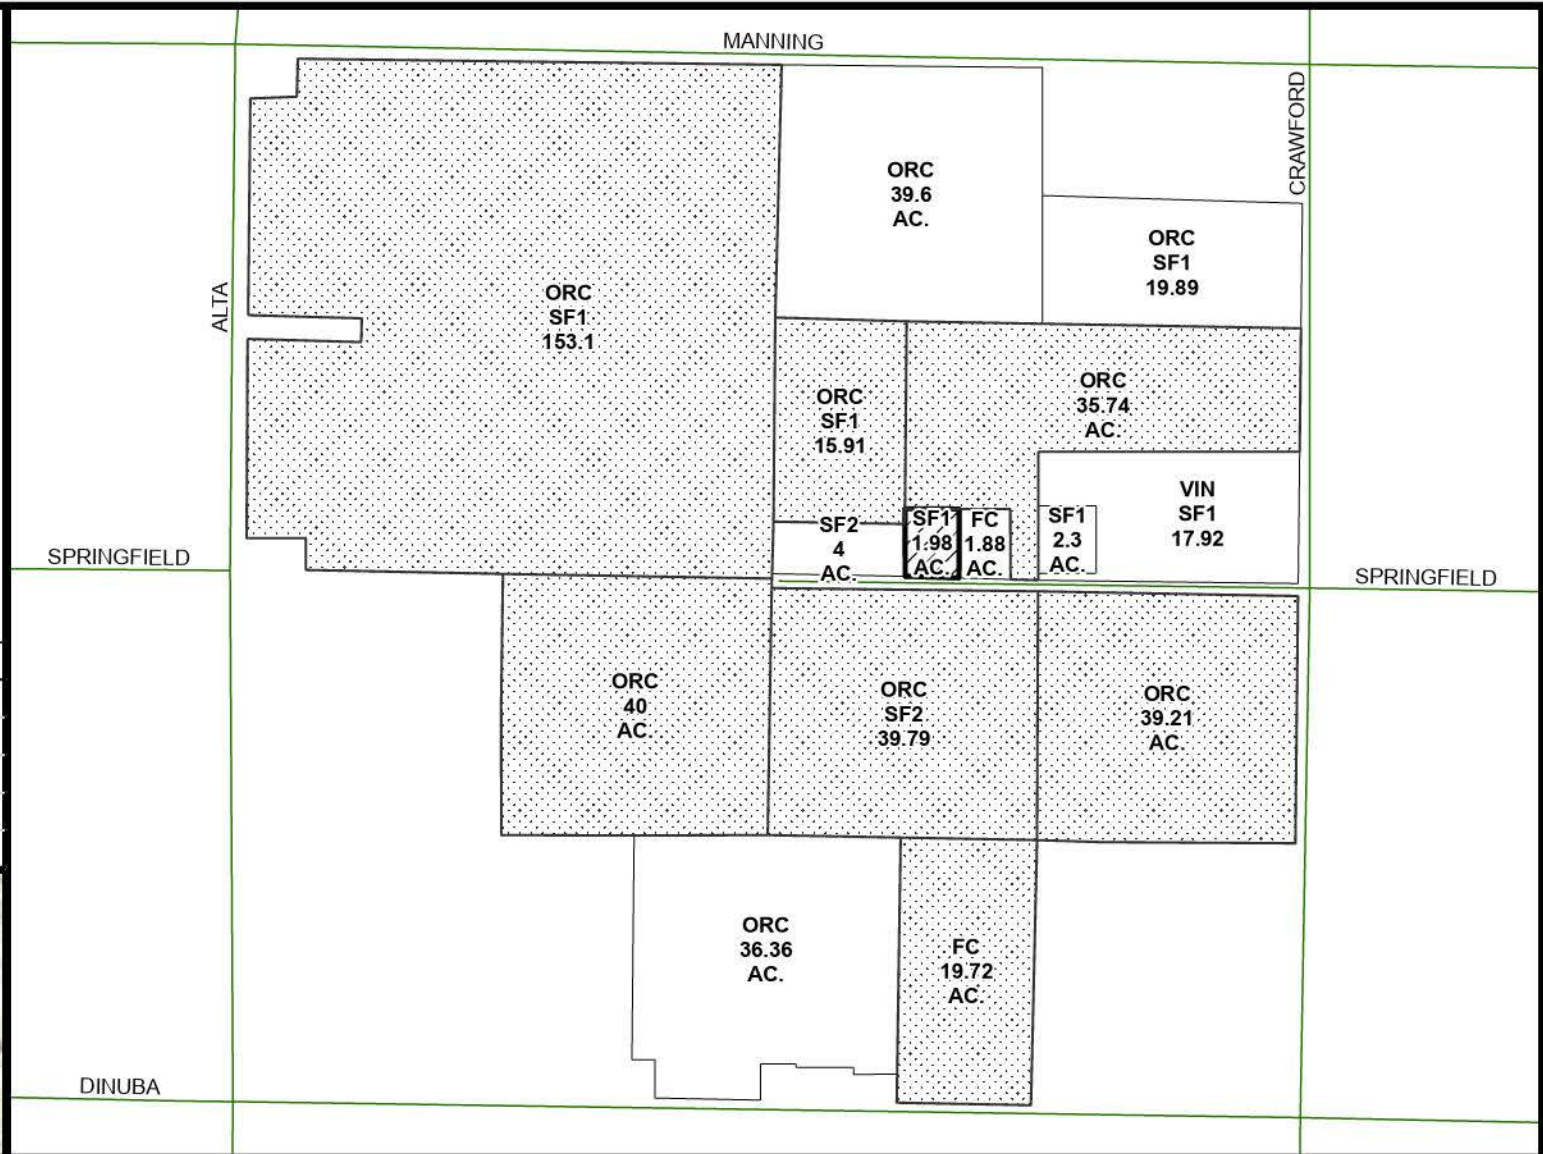 MANNING
CRAWFORD
ALTA
ORC
39.6
AC.
ORC
SF1
19.89
ORC
SF1
153.1
ORC
SF1
15.91
ORC
35.74
AC.
VIN
SF1
17.92
SF2
4
AC.
SF1
1.98
AC.
FC
1.88
AC.
SF1
2.3
AC.
SPRINGFIELD
SPRINGFIELD
ORC
40
AC.
ORC
SF2
39.79
ORC
39.21
AC.
ORC
36.36
AC.
FC
19.72
AC.
DINUBA